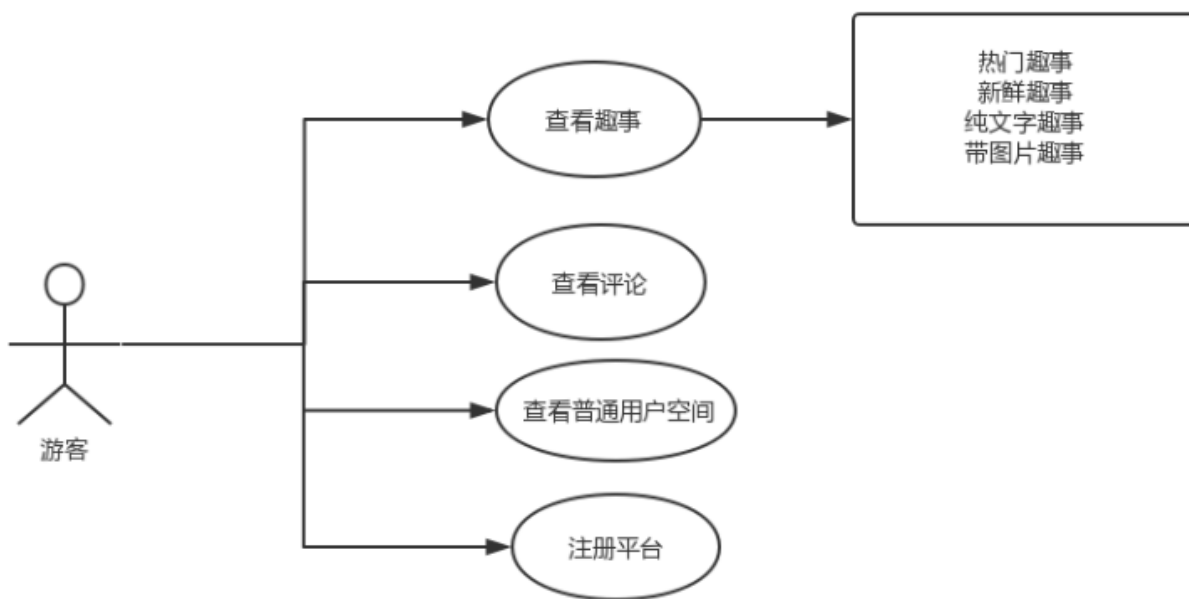 热门趣事
新鲜趣事
纯文字趣事
带图片趣事
查看趣事
查看评论
查看普通用户空间
游客
注册平台